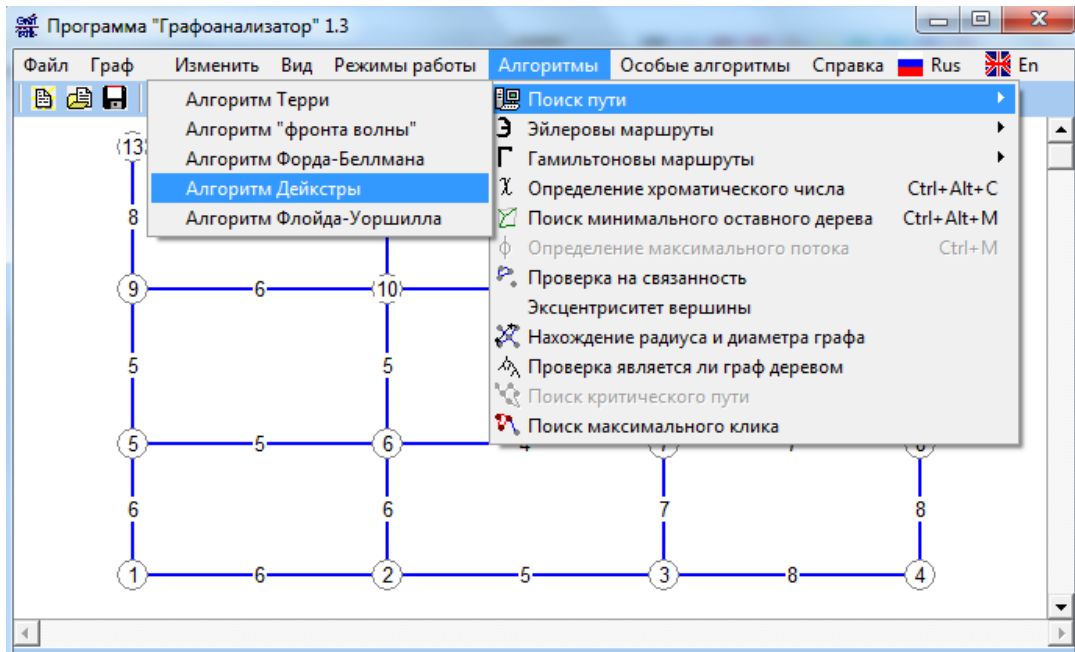 Программа "Графоанализатор" 1.3
Файл Граф Изменить Вид Режимы работы Алгоритмы Особые алгоритмы Справка Rus En
Алгоритм Терри
Алгоритм "фронта волны"
Алгоритм Форда-Беллмана
Алгоритм Дейкстры
Алгоритм Флойда-Уоршилла
Поиск пути
Эйлеровы маршруты
Гамильтоновы маршруты
Определение хроматического числа Ctrl+Alt+C
Поиск минимального оставного дерева Ctrl+Alt+M
Определение максимального потока Ctrl+M
Проверка на связанность
Эксцентриситет вершины
Нахождение радиуса и диаметра графа
Проверка является ли граф деревом
Поиск критического пути
Поиск максимального клика
13
8
9 6 10
5 5
5 5 6
6 6 7 8
1 6 2 5 3 8 4